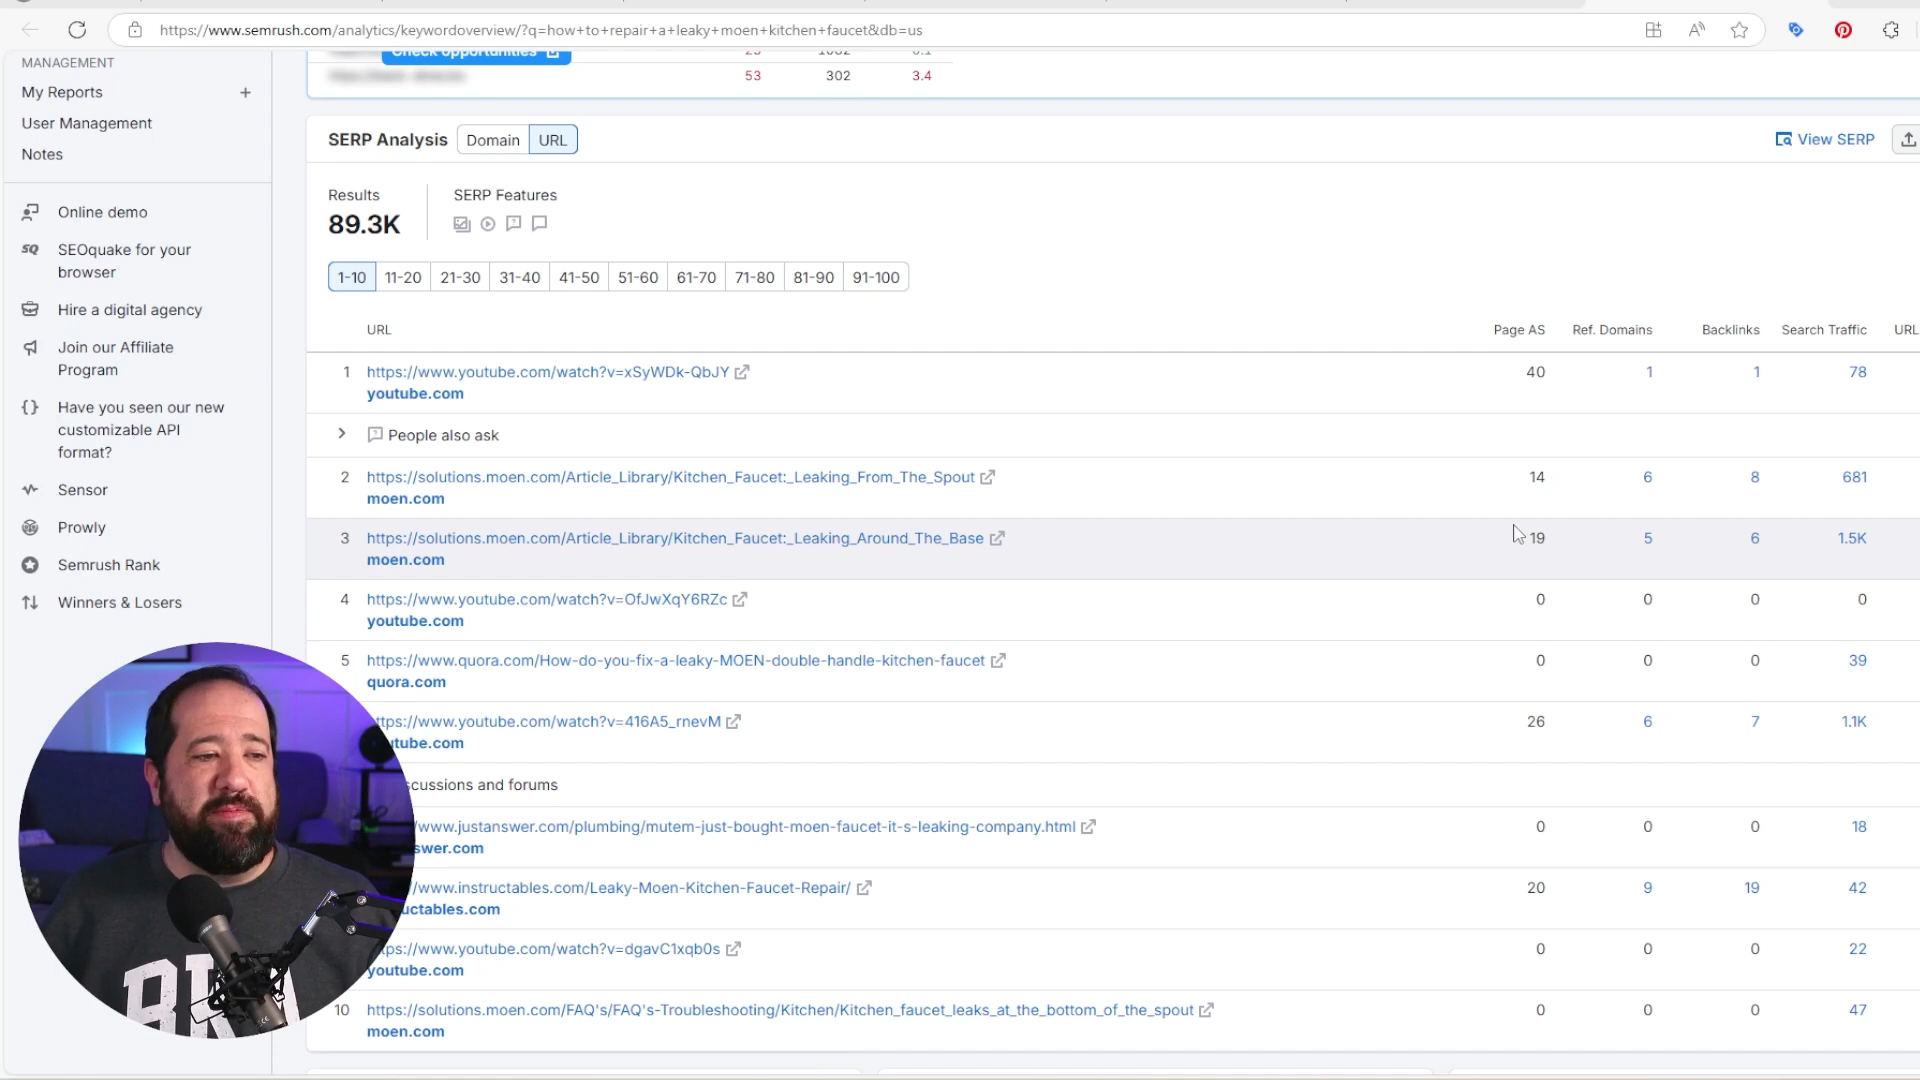 https://www.semrush.com/analytics/keywordoverview/?q=how+to+repair+a+leaky+moen+kitchen+faucet&db=us
MANAGEMENT
My Reports
User Management
Notes
Online demo
SEOquake for your
browser
Hire a digital agency
Join our Affiliate
Program
Have you seen our new
customizable API
format?
Sensor
Prowly
Semrush Rank
Winners & Losers
Check opportunities
53 302 3.4
SERP Analysis Domain URL View SERP
Results SERP Features
89.3K
1-10 11-20 21-30 31-40 41-50 51-60 61-70 71-80 81-90 91-100
URL Page AS Ref. Domains Backlinks Search Traffic URL
1 https://www.youtube.com/watch?v=xSyWDk-QbJY 40 1 1 78
youtube.com
People also ask
2 https://solutions.moen.com/Article_Library/Kitchen_Faucet:_Leaking_From_The_Spout 14 6 8 681
moen.com
3 https://solutions.moen.com/Article_Library/Kitchen_Faucet:_Leaking_Around_The_Base 19 5 6 1.5K
moen.com
4 https://www.youtube.com/watch?v=OfJwXqY6RZc 0 0 0 0
youtube.com
5 https://www.quora.com/How-do-you-fix-a-leaky-MOEN-double-handle-kitchen-faucet 0 0 0 39
quora.com
ttps://www.youtube.com/watch?v=416A5_rnevM 26 6 7 1.1K
utube.com
cussions and forums
/www.justanswer.com/plumbing/mutem-just-bought-moen-faucet-it-s-leaking-company.html 0 0 0 18
swer.com
/www.instructables.com/Leaky-Moen-Kitchen-Faucet-Repair/ 20 9 19 42
uctables.com
tps://www.youtube.com/watch?v=dgavC1xqb0s 0 0 0 22
youtube.com
10 https://solutions.moen.com/FAQ's/FAQ's-Troubleshooting/Kitchen/Kitchen_faucet_leaks_at_the_bottom_of_the_spout 0 0 0 47
moen.com